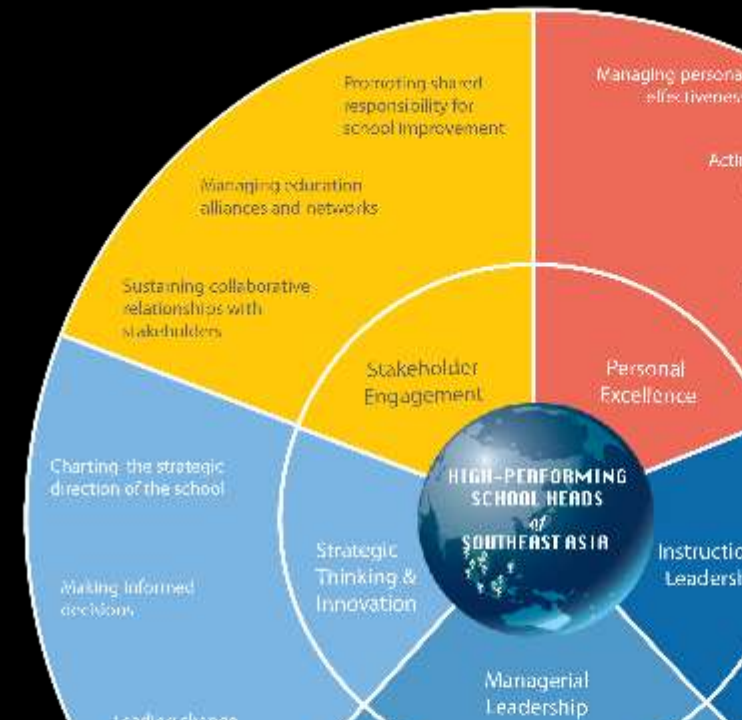 Promoting shared
responsibility for
school improvement
Managing education
alliances and networks
Sustaining collaborative
relationships with
stakeholders
Managing persona
effectivenes
Acti
Stakeholder
Engagement
Personal
Excellence
HIGH-PERFORMING
SCHOOL HEADS
of
SOUTHEAST ASIA
Charting the strategic
direction of the school
Making informed
decisions
Leading change
Strategic
Thinking &
Innovation
Instructio
Leadersh
Managerial
Leadership